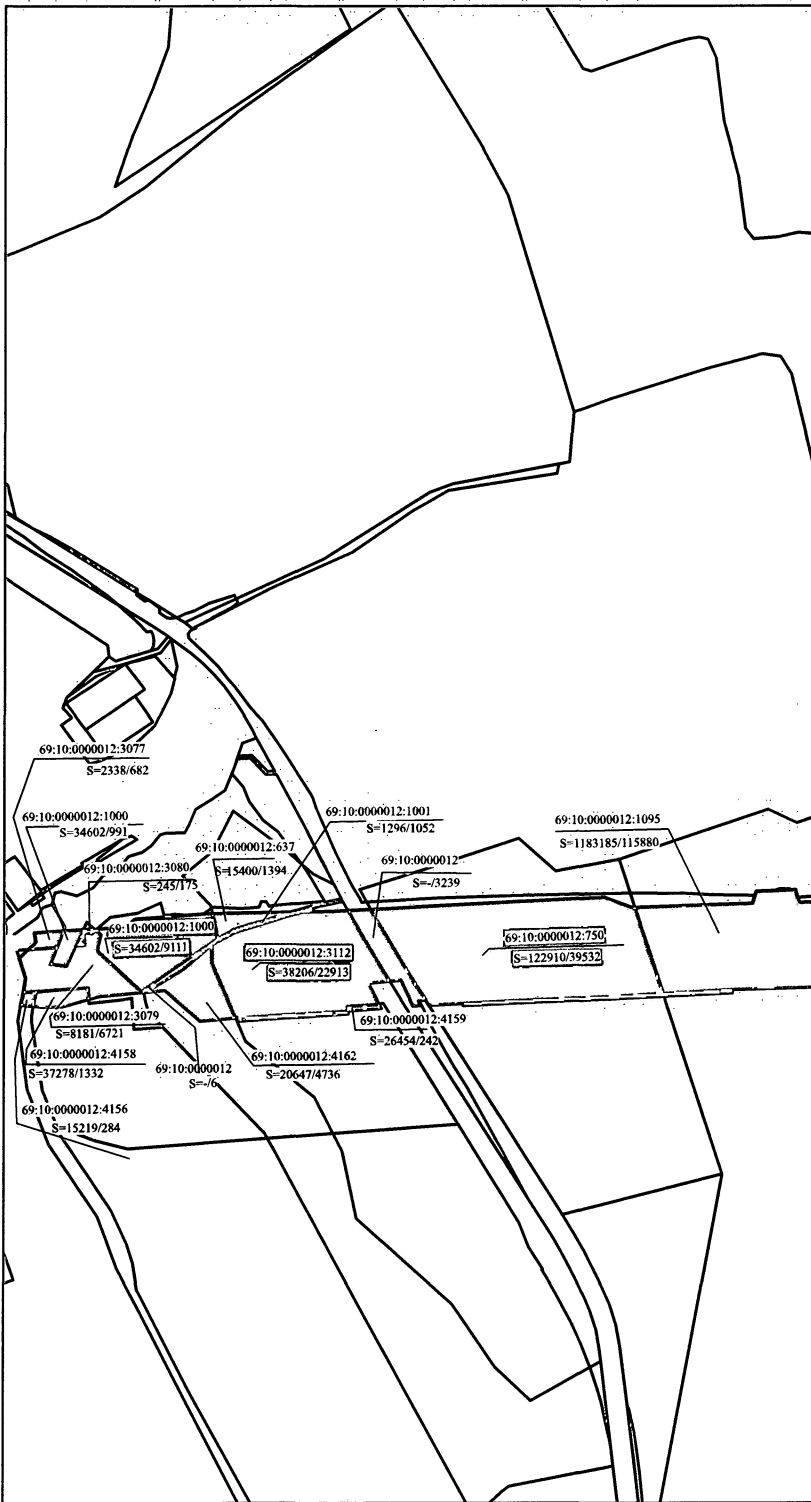 69:10:0000012:3077
S=2338/682
69:10:0000012:1000
S=34602/991
69:10:0000012:1001
S=1296/1052
69:10:0000012:1095
S=1183185/115880
69:10:0000012:637
S=15400/1394
69:10:0000012:3080
S=245/175
69:10:0000012
S=-/3239
69:10:0000012:1000
S=34602/9111
69:10:0000012:3112
S=38206/22913
69:10:0000012:750
S=122910/39532
69:10:0000012:3079
S=8181/6721
69:10:0000012:4159
S=26454/242
69:10:0000012:4158
S=37278/1332
69:10:0000012
S=-/6
69:10:0000012:4162
S=20647/4736
69:10:0000012:4156
S=15219/284